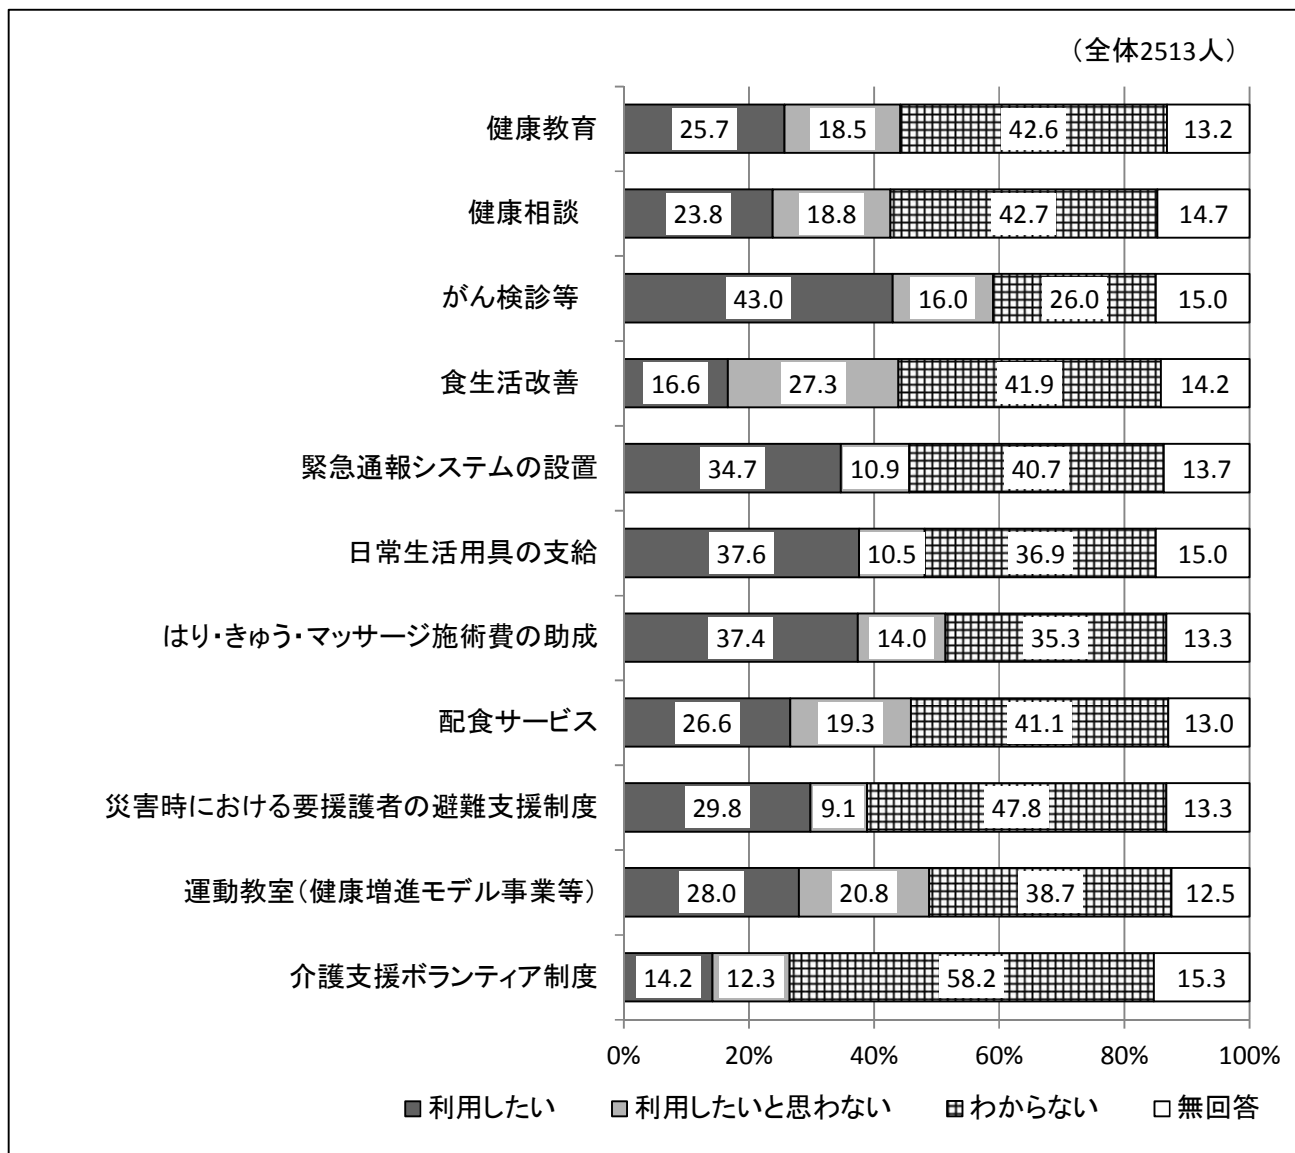 （全体2513人）
健康教育 25.7 18.5 42.6 13.2
健康相談 23.8 18.8 42.7 14.7
がん検診等 43.0 16.0 26.0 15.0
食生活改善 16.6 27.3 41.9 14.2
緊急通報システムの設置 34.7 10.9 40.7 13.7
日常生活用具の支給 37.6 10.5 36.9 15.0
はり・きゅう・マッサージ施術費の助成 37.4 14.0 35.3 13.3
配食サービス 26.6 19.3 41.1 13.0
災害時における要援護者の避難支援制度 29.8 9.1 47.8 13.3
運動教室（健康増進モデル事業等） 28.0 20.8 38.7 12.5
介護支援ボランティア制度 14.2 12.3 58.2 15.3
0% 20% 40% 60% 80% 100%
利用したい 利用したいと思わない わからない 無回答